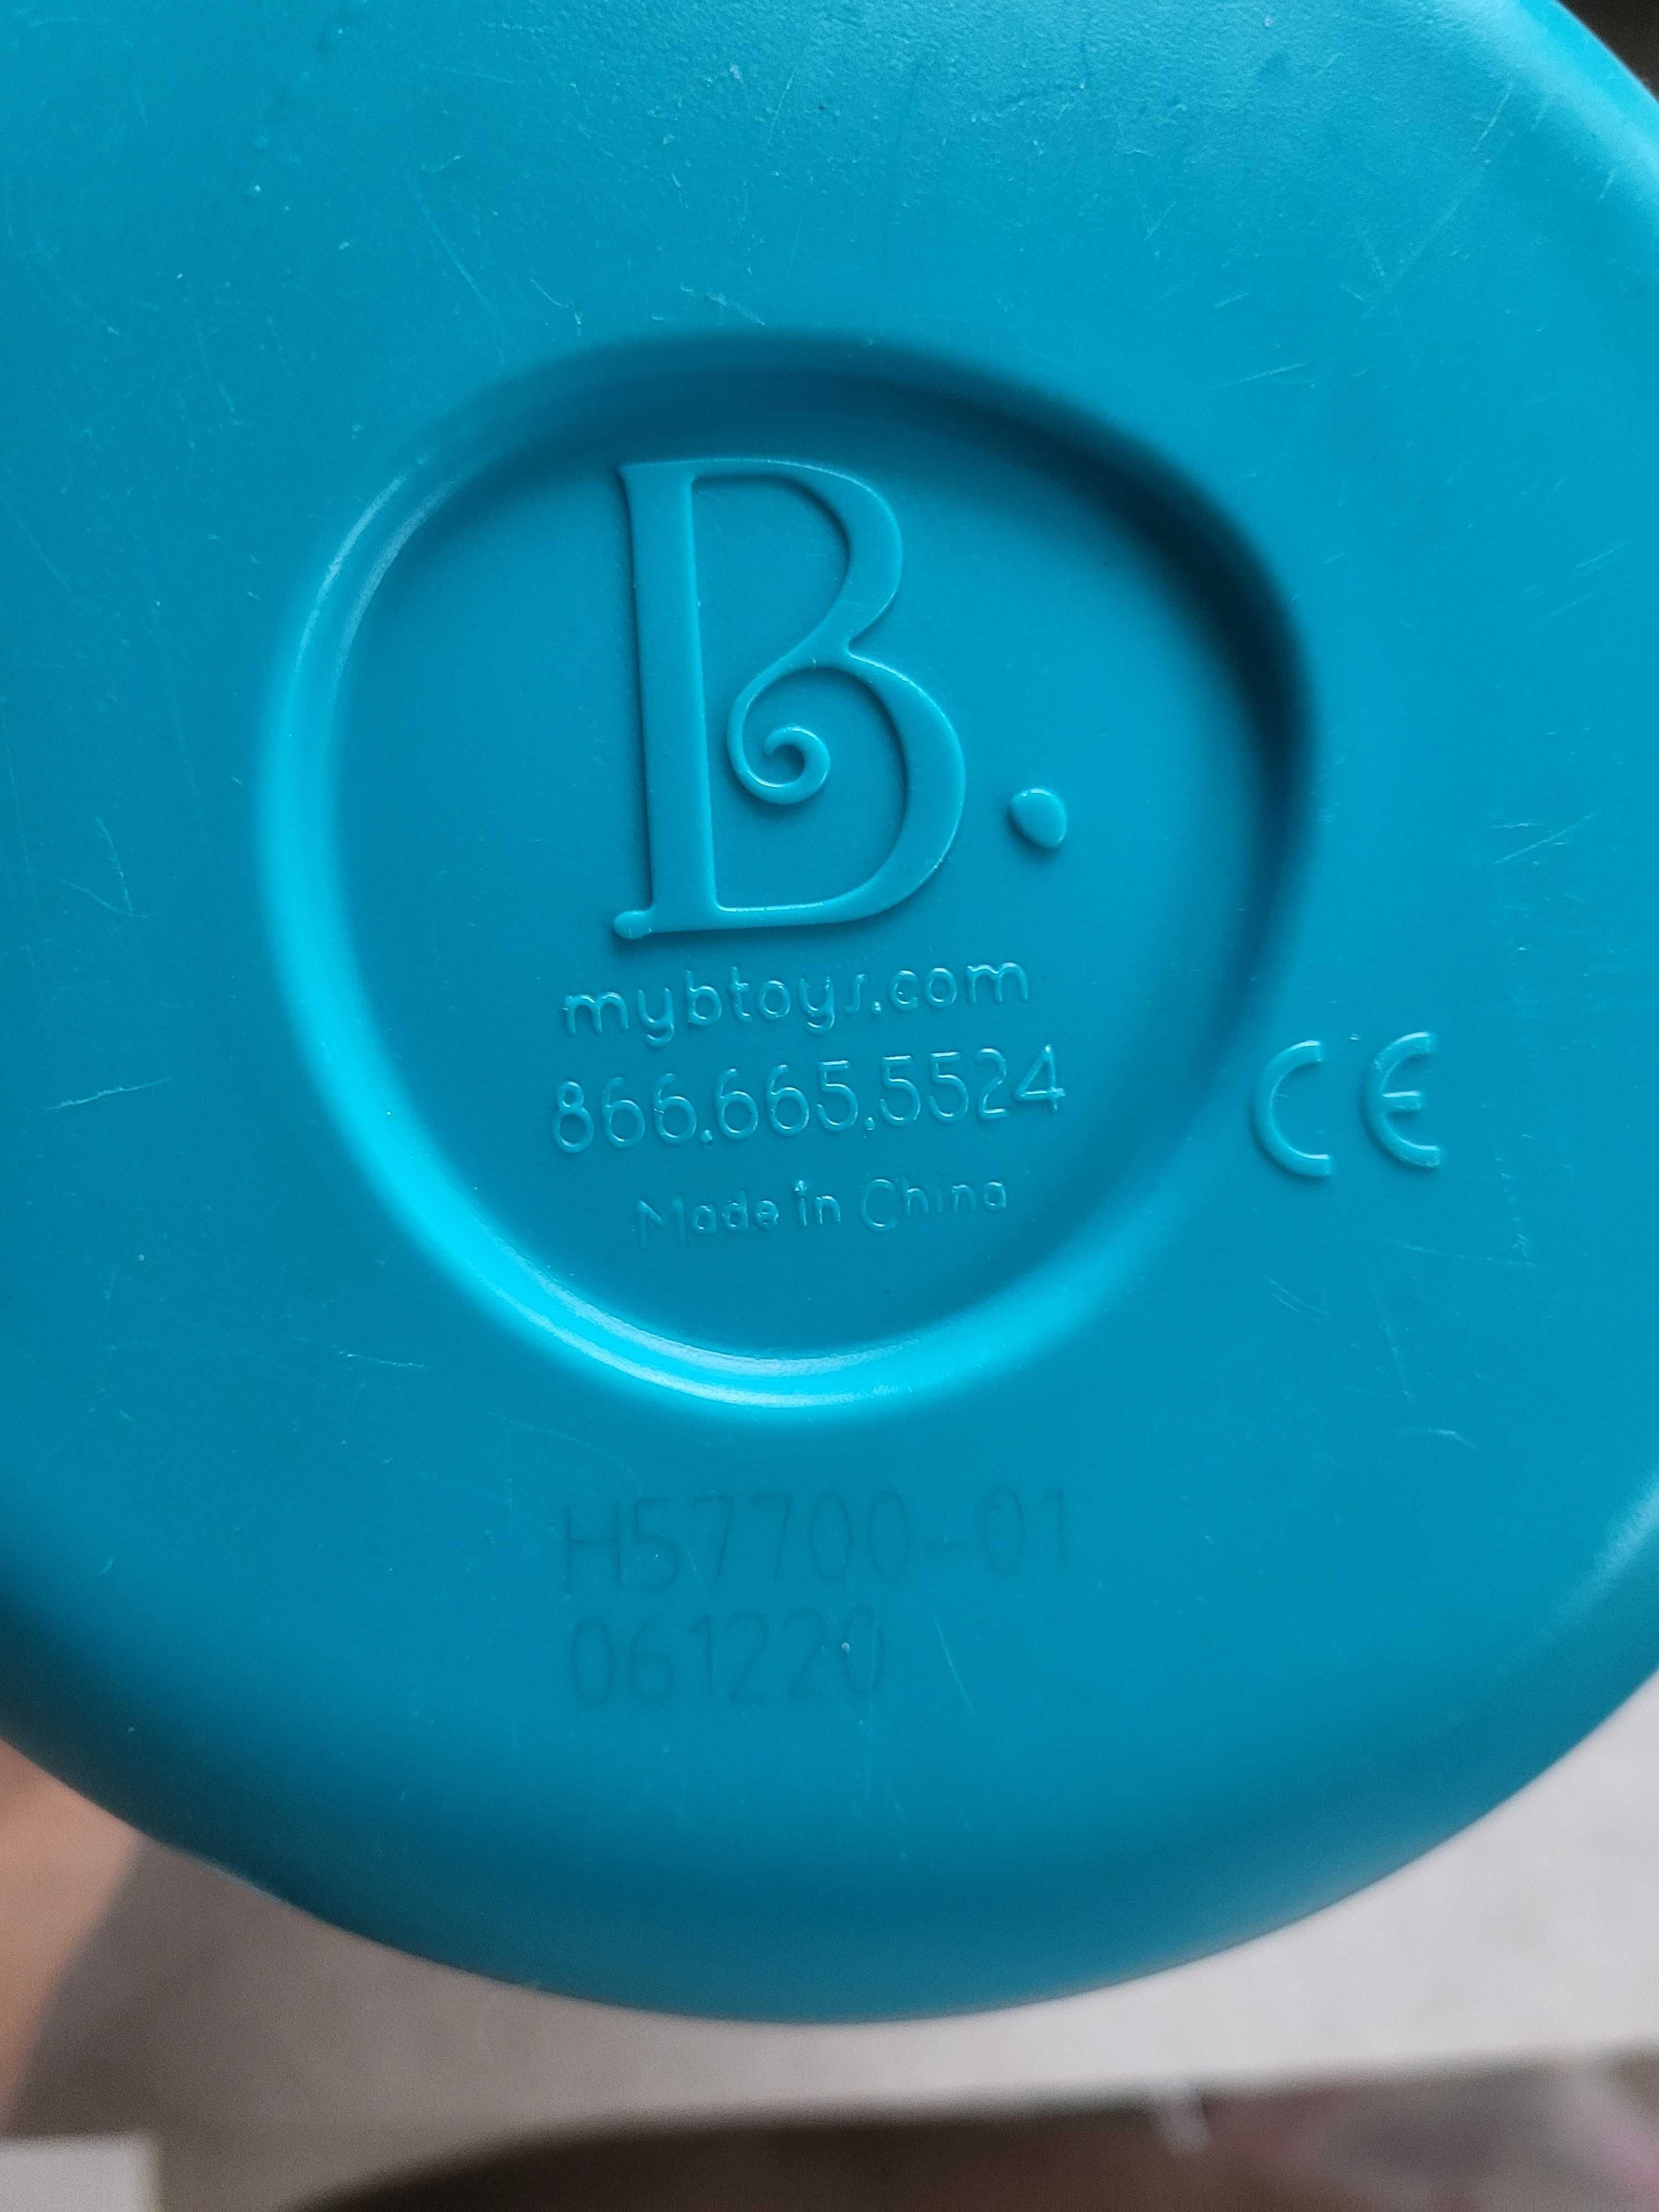 B.
mybtoys.com
866.665.5524
Made in China
CE
H57700-01
061220